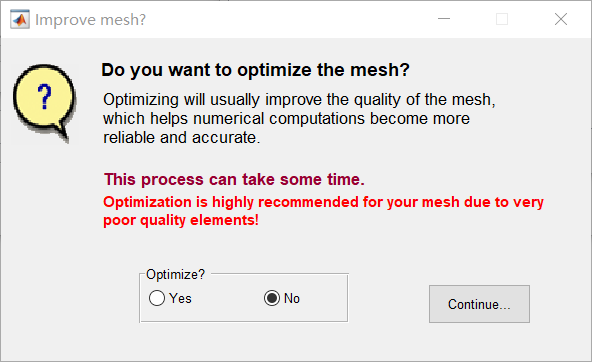 Improve mesh?
Do you want to optimize the mesh?
Optimizing will usually improve the quality of the mesh,
which helps numerical computations become more
reliable and accurate.
This process can take some time.
Optimization is highly recommended for your mesh due to very
poor quality elements!
Optimize?
Yes No
Continue...